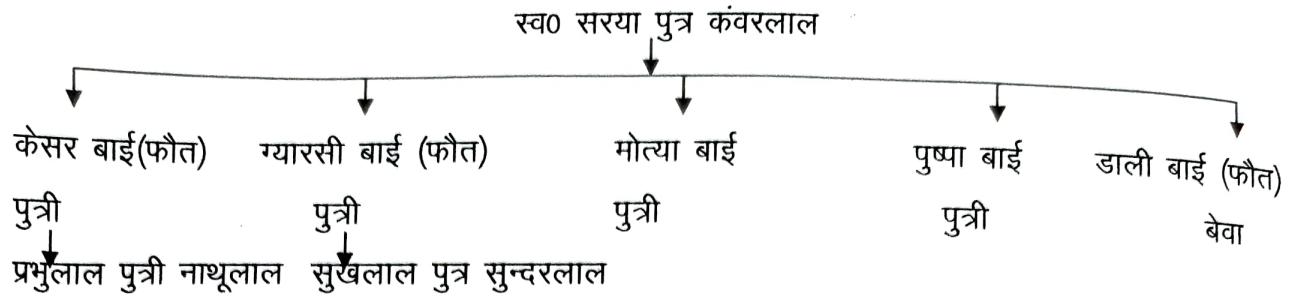 स्व0 सरया पुत्र कंवरलाल
केसर बाई(फौत) ग्यारसी बाई (फौत) मोत्या बाई पुष्पा बाई डाली बाई (फौत)
पुत्री पुत्री पुत्री पुत्री बेवा
प्रभुलाल पुत्री नाथूलाल सुखलाल पुत्र सुन्दरलाल